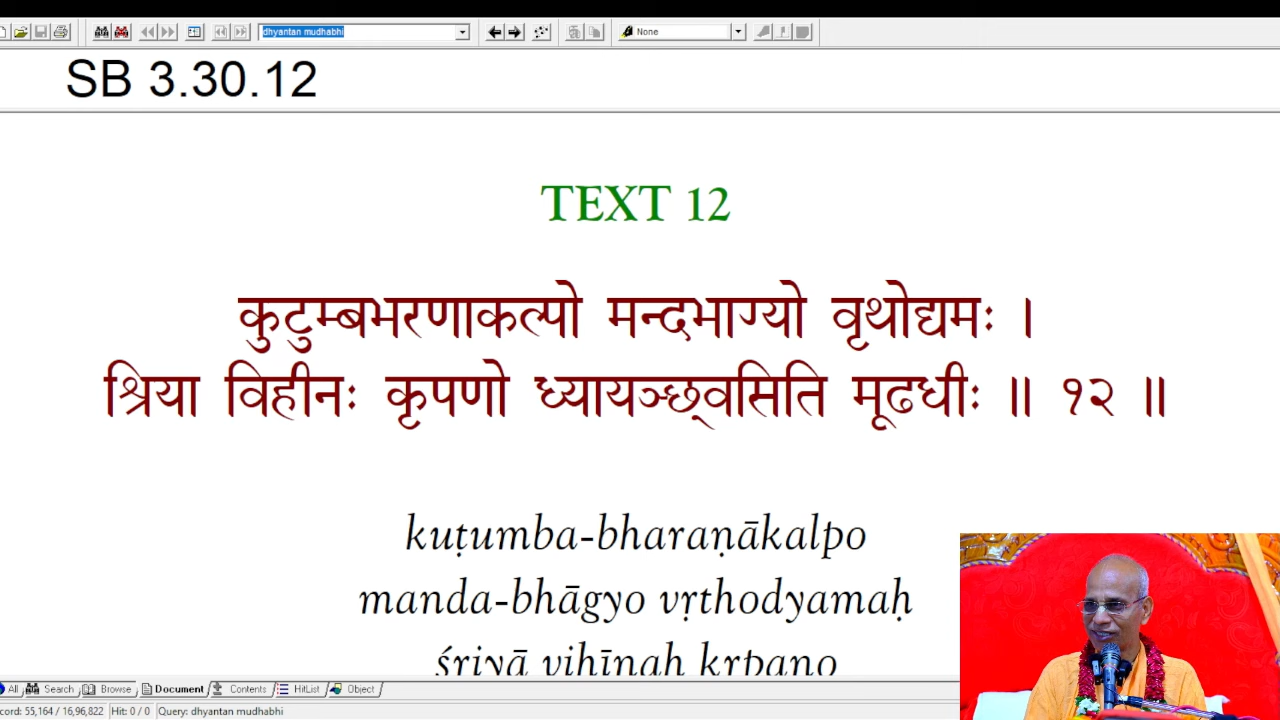 dhyantan mudhabhi
None
SB 3.30.12
TEXT 12
कुटुम्बभरणाकल्पो मन्दभाग्यो वृथोद्यमः ।
श्रिया विहीनः कृपणो ध्यायञ्छ्वसिति मूढधीः ॥ १२ ॥
kuṭumba-bharaṇākalpo
manda-bhāgyo vṛthodyamaḥ
śriyā vihīnaḥ kṛpaṇo
All Search Browse Document Contents HitList Object
cord: 55,164 / 16,96,822 Hit: 0 / 0 Query: dhyantan mudhabhi